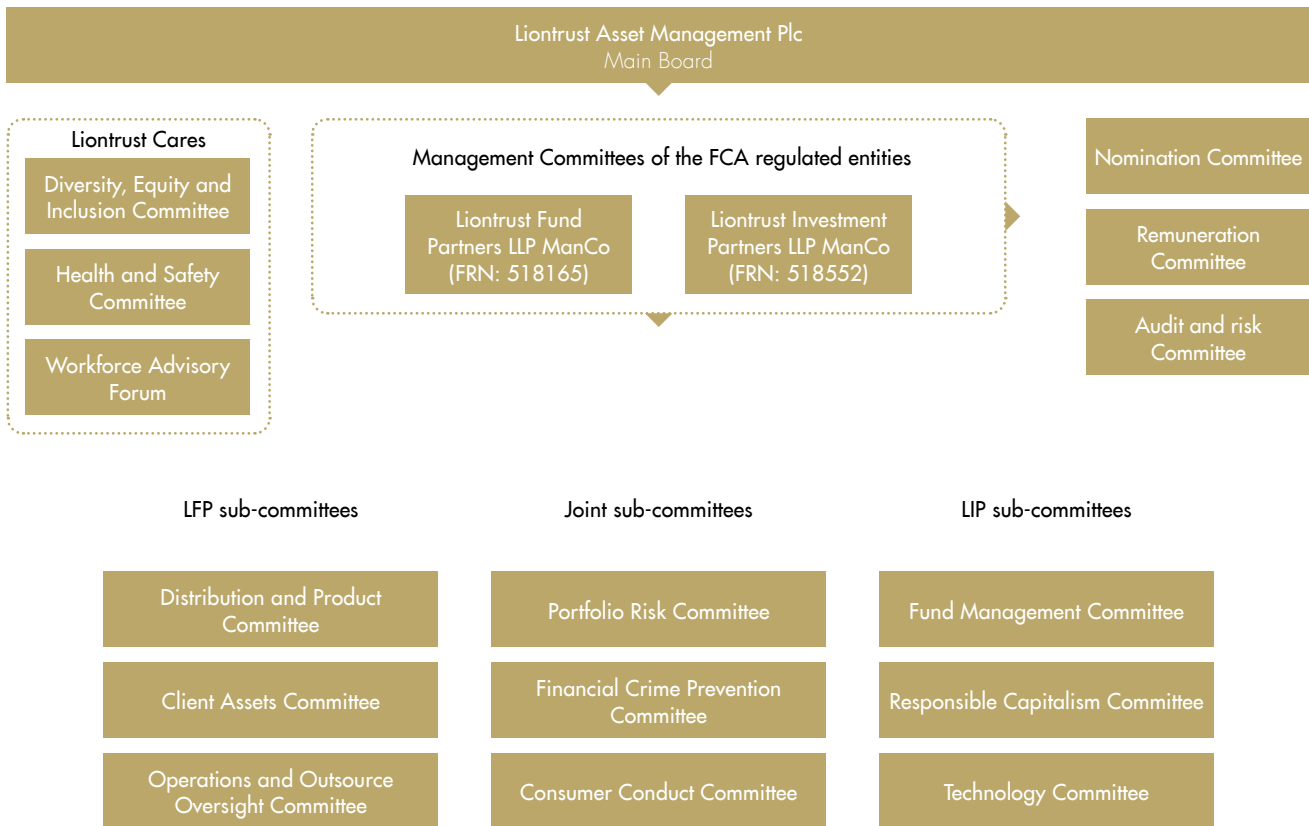 Liontrust Asset Management Plc
Main Board
Liontrust Cares
Diversity, Equity and
Inclusion Committee
Health and Safety
Committee
Workforce Advisory
Forum
Management Committees of the FCA regulated entities
Liontrust Fund
Partners LLP ManCo
(FRN: 518165)
Liontrust Investment
Partners LLP ManCo
(FRN: 518552)
Nomination Committee
Remuneration
Committee
Audit and risk
Committee
LFP sub-committees
Distribution and Product
Committee
Client Assets Committee
Operations and Outsource
Oversight Committee
Joint sub-committees
Portfolio Risk Committee
Financial Crime Prevention
Committee
Consumer Conduct Committee
LIP sub-committees
Fund Management Committee
Responsible Capitalism Committee
Technology Committee